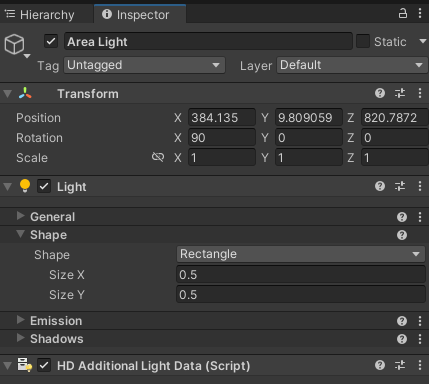 Hierarchy Inspector
Area Light Static
Tag Untagged Layer Default
Transform
Position X 384.135 Y 9.809059 Z 820.7872
Rotation X 90 Y 0 Z 0
Scale X 1 Y 1 Z 1
Light
General
Shape
Shape Rectangle
Size X 0.5
Size Y 0.5
Emission
Shadows
HD Additional Light Data (Script)